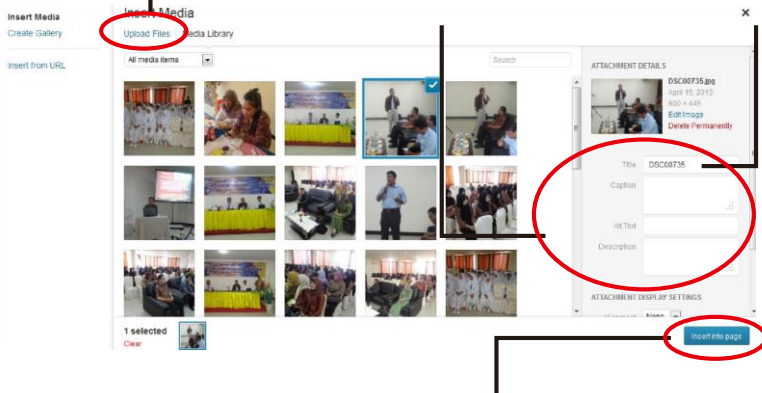 Insert Media
Create Gallery
Insert from URL
Insert Media
Upload Files
Media Library
All media items
Search
ATTACHMENT DETAILS
DSC00735.jpg
April 15, 2013
600 × 445
Edit Image
Delete Permanently
Title
DSC00735
Caption
Alt Text
Description
ATTACHMENT DISPLAY SETTINGS
None
1 selected
Clear
Insert into page